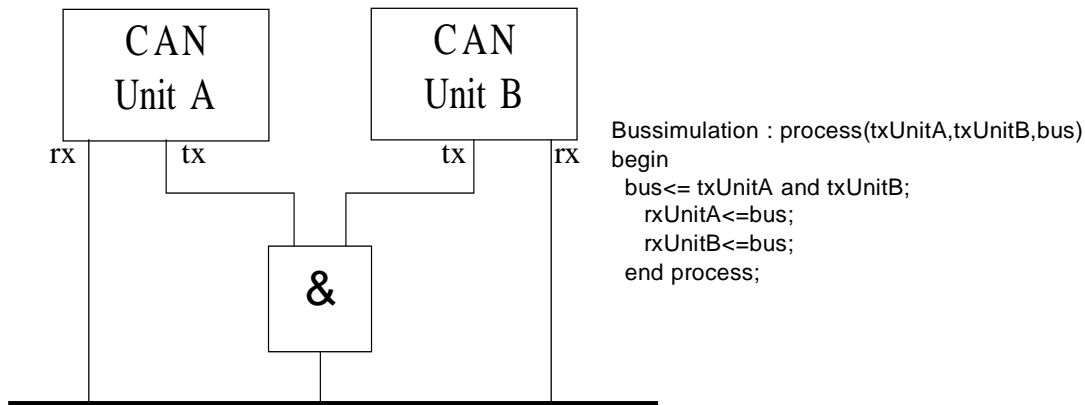 CAN
Unit A
CAN
Unit B
rx
tx
tx
rx
&
Bussimulation : process(txUnitA,txUnitB,bus)
begin
bus<= txUnitA and txUnitB;
rxUnitA<=bus;
rxUnitB<=bus;
end process;